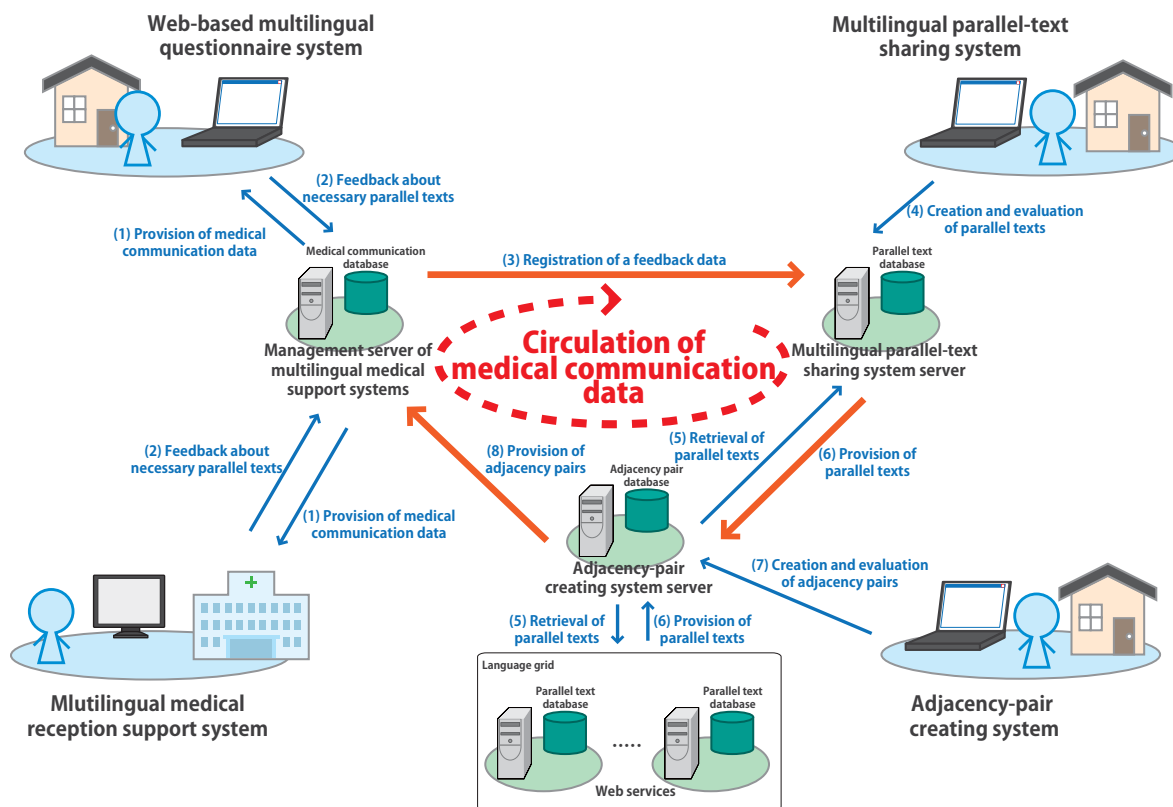 Web-based multilingual
questionnaire system
Multilingual parallel-text
sharing system
(2) Feedback about
necessary parallel texts
(1) Provision of medical
communication data
(4) Creation and evaluation
of parallel texts
Medical communication
database
(3) Registration of a feedback data
Parallel text
database
Management server of
multilingual medical
support systems
Circulation of
medical communication
data
Multilingual parallel-text
sharing system server
(2) Feedback about
necessary parallel texts
(1) Provision of medical
communication data
(8) Provision of
adjacency pairs
(5) Retrieval of
parallel texts
(6) Provision of
parallel texts
Adjacency pair
database
Adjacency-pair
creating system server
(7) Creation and evaluation
of adjacency pairs
(5) Retrieval of
parallel texts
(6) Provision of
parallel texts
Mlutilingual medical
reception support system
Language grid
Parallel text
database
.....
Parallel text
database
Web services
Adjacency-pair
creating system